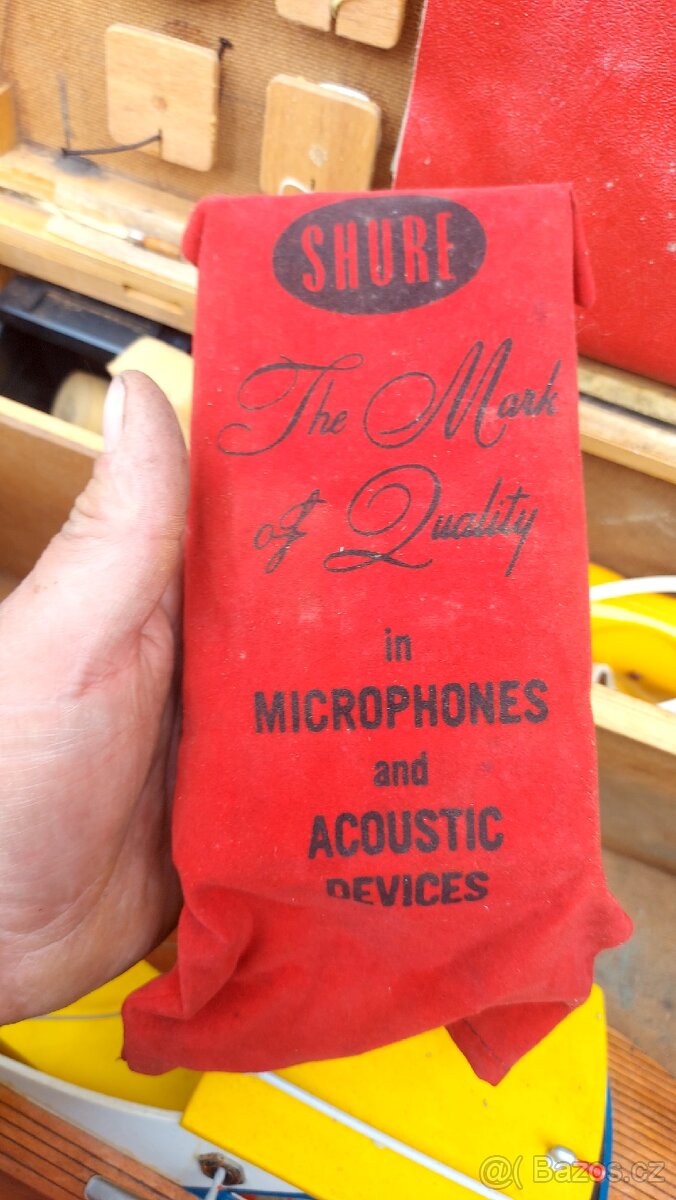 SHURE
The Mark
of Quality
in
MICROPHONES
and
ACOUSTIC
DEVICES
@( Bazos.cz